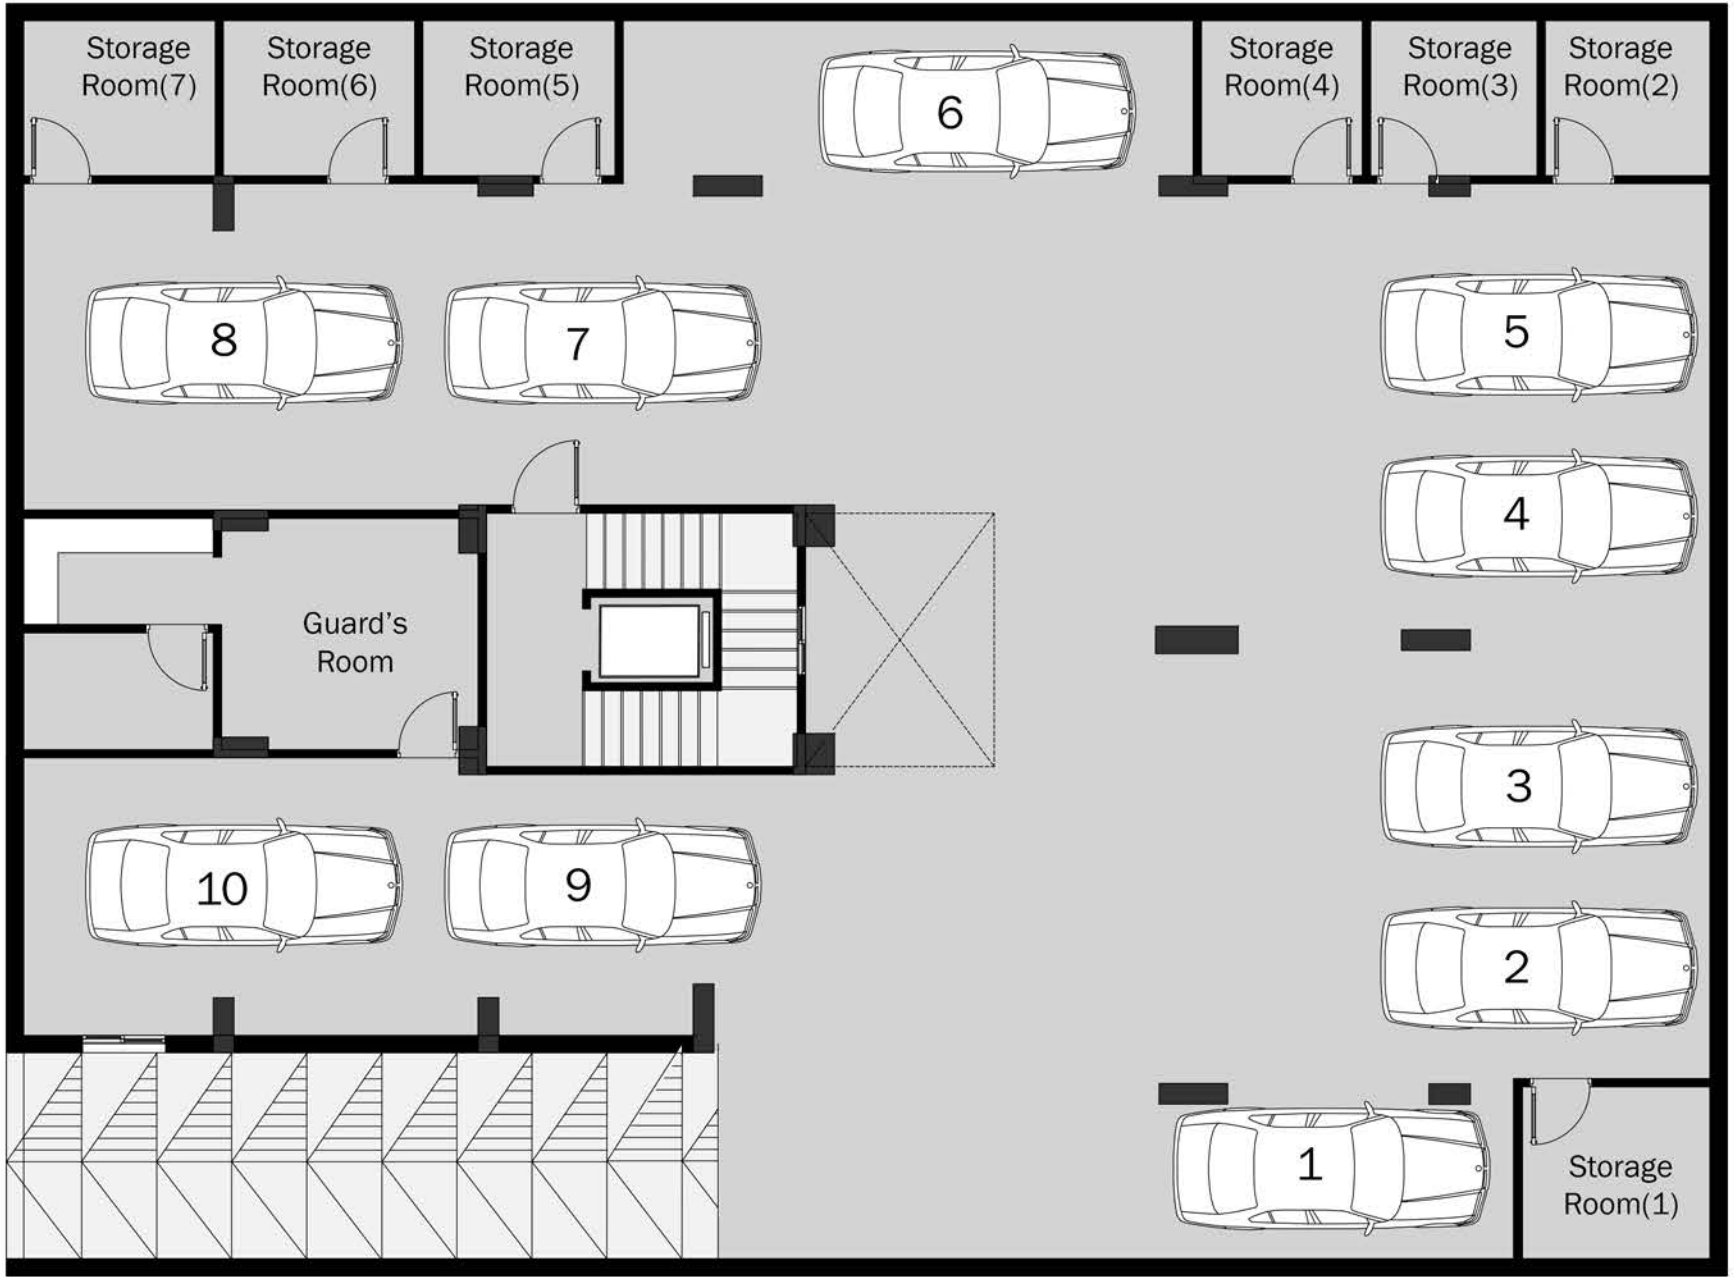 Storage
Room(7)
Storage
Room(6)
Storage
Room(5)
6
Storage
Room(4)
Storage
Room(3)
Storage
Room(2)
8
7
5
4
Guard's
Room
3
10
9
2
1
Storage
Room(1)